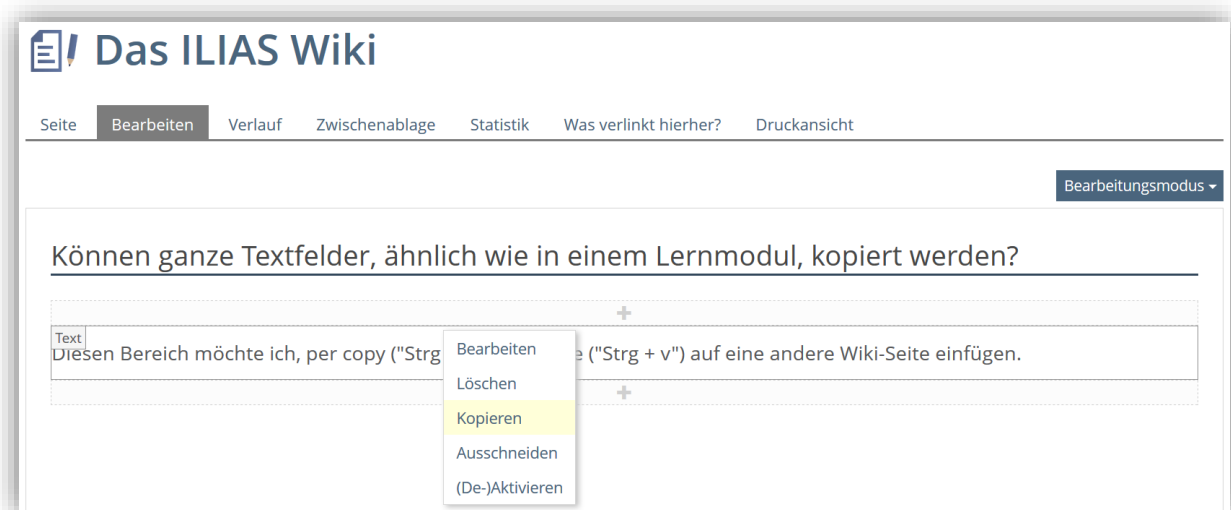 Das ILIAS Wiki
Seite Bearbeiten Verlauf Zwischenablage Statistik Was verlinkt hierher? Druckansicht
Bearbeitungsmodus
Können ganze Textfelder, ähnlich wie in einem Lernmodul, kopiert werden?
Text
Diesen Bereich möchte ich, per copy ("Strg e ("Strg + v") auf eine andere Wiki-Seite einfügen.
Bearbeiten
Löschen
Kopieren
Ausschneiden
(De-)Aktivieren